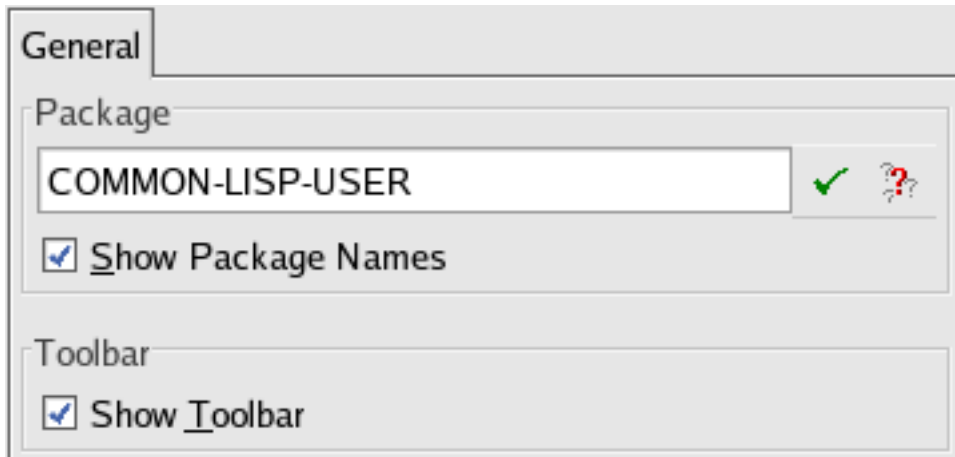 General
Package
COMMON-LISP-USER
Show Package Names
Toolbar
Show Toolbar